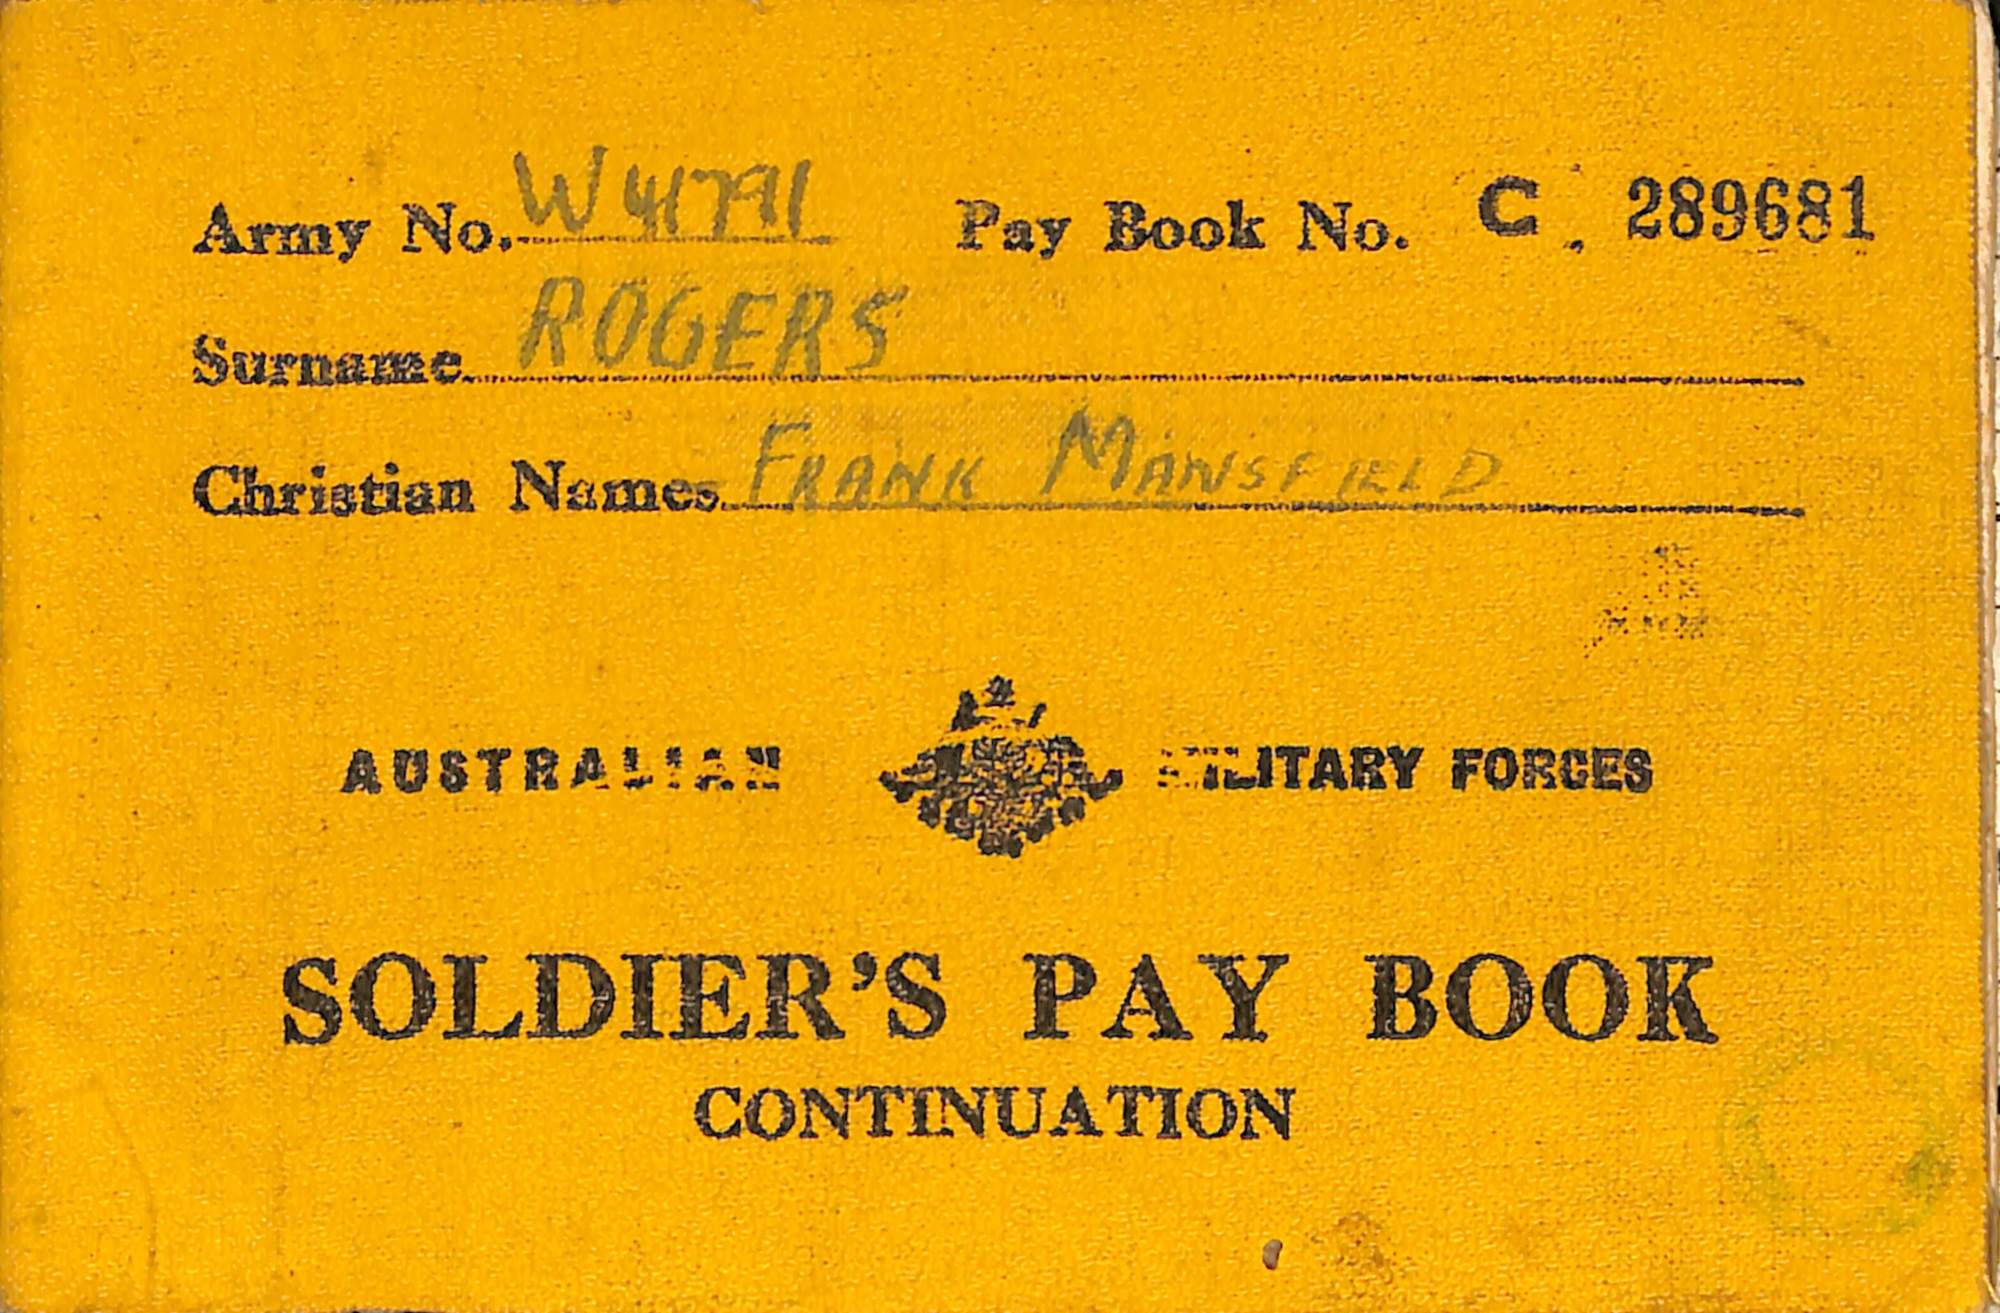 Army No. W41791 Pay Book No. C 289681
Surname ROGERS
Christian Names FRANK MANSFIELD
AUSTRALIAN MILITARY FORCES
SOLDIER'S PAY BOOK
CONTINUATION